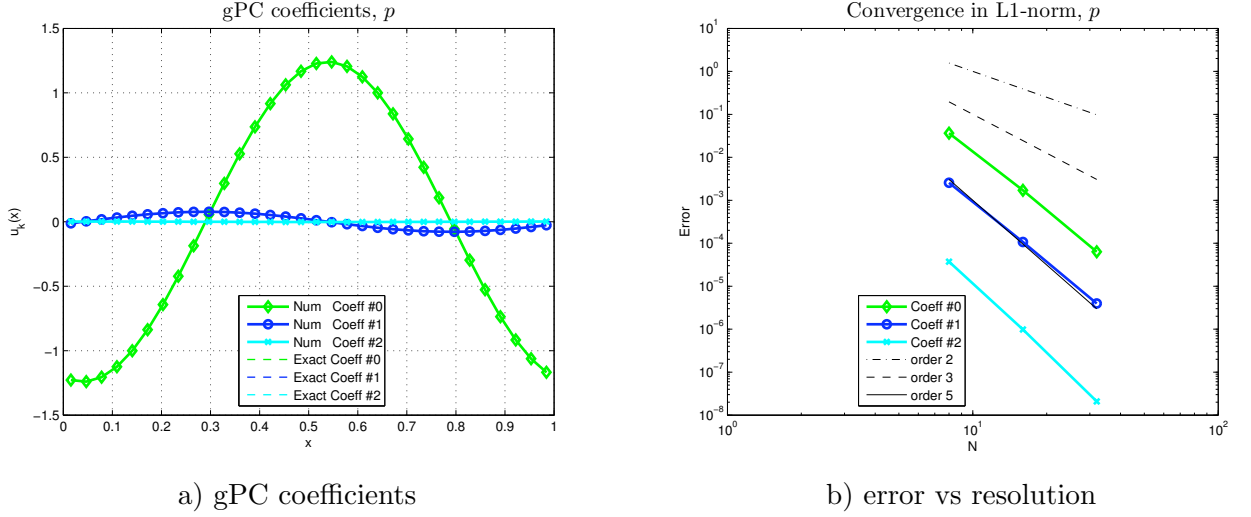 gPC coefficients, p
1.5
1
0.5
0
−0.5
−1
−1.5
u_k(x)
0 0.1 0.2 0.3 0.4 0.5 0.6 0.7 0.8 0.9 1
x
Num Coeff #0
Num Coeff #1
Num Coeff #2
Exact Coeff #0
Exact Coeff #1
Exact Coeff #2
a) gPC coefficients
Convergence in L1-norm, p
10^1
10^0
10^−1
10^−2
10^−3
10^−4
10^−5
10^−6
10^−7
10^−8
Error
10^0 10^1 10^2
N
Coeff #0
Coeff #1
Coeff #2
order 2
order 3
order 5
b) error vs resolution